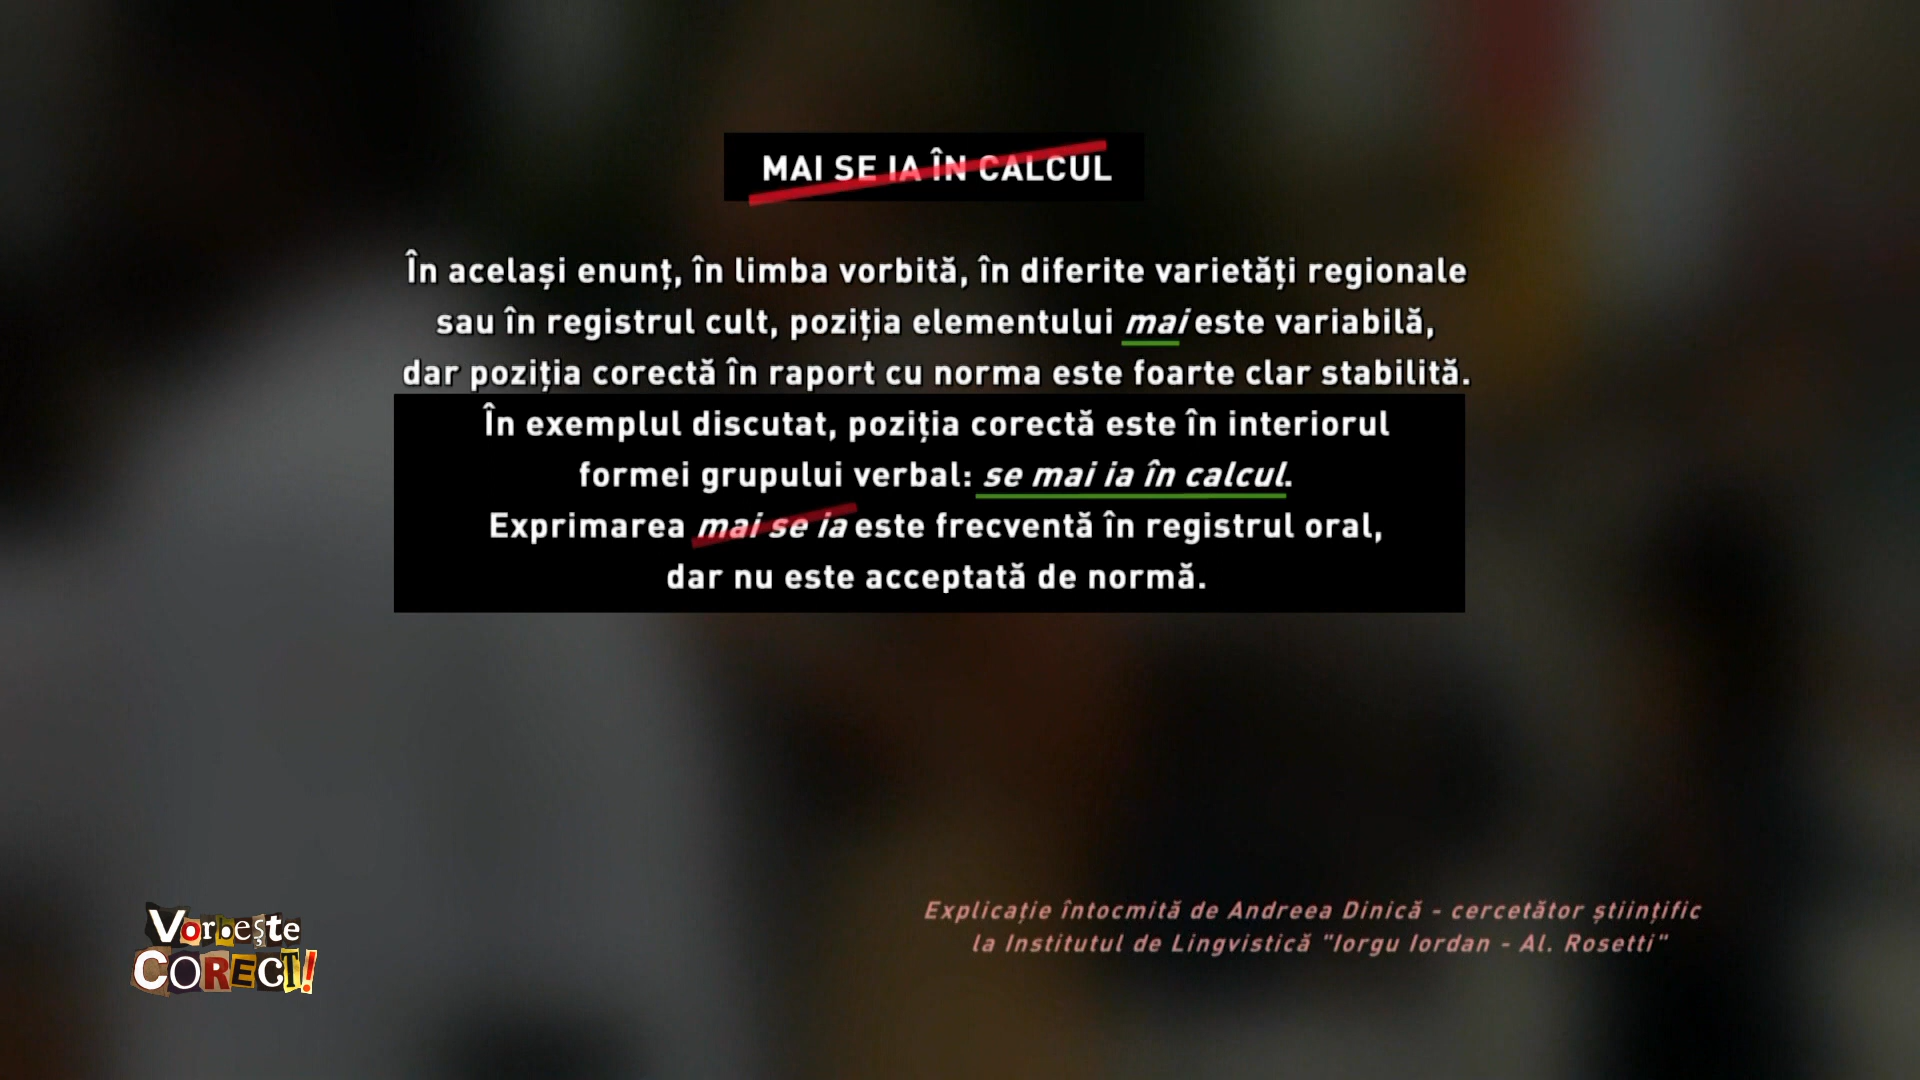 MAI SE IA ÎN CALCUL
În același enunț, în limba vorbită, în diferite varietăți regionale
sau în registrul cult, poziția elementului mai este variabilă,
dar poziția corectă în raport cu norma este foarte clar stabilită.
În exemplul discutat, poziția corectă este în interiorul
formei grupului verbal: se mai ia în calcul.
Exprimarea mai se ia este frecventă în registrul oral,
dar nu este acceptată de normă.
Explicație întocmită de Andreea Dinică - cercetător științific
la Institutul de Lingvistică "Iorgu Iordan - Al. Rosetti"
Vorbește
CORECT!